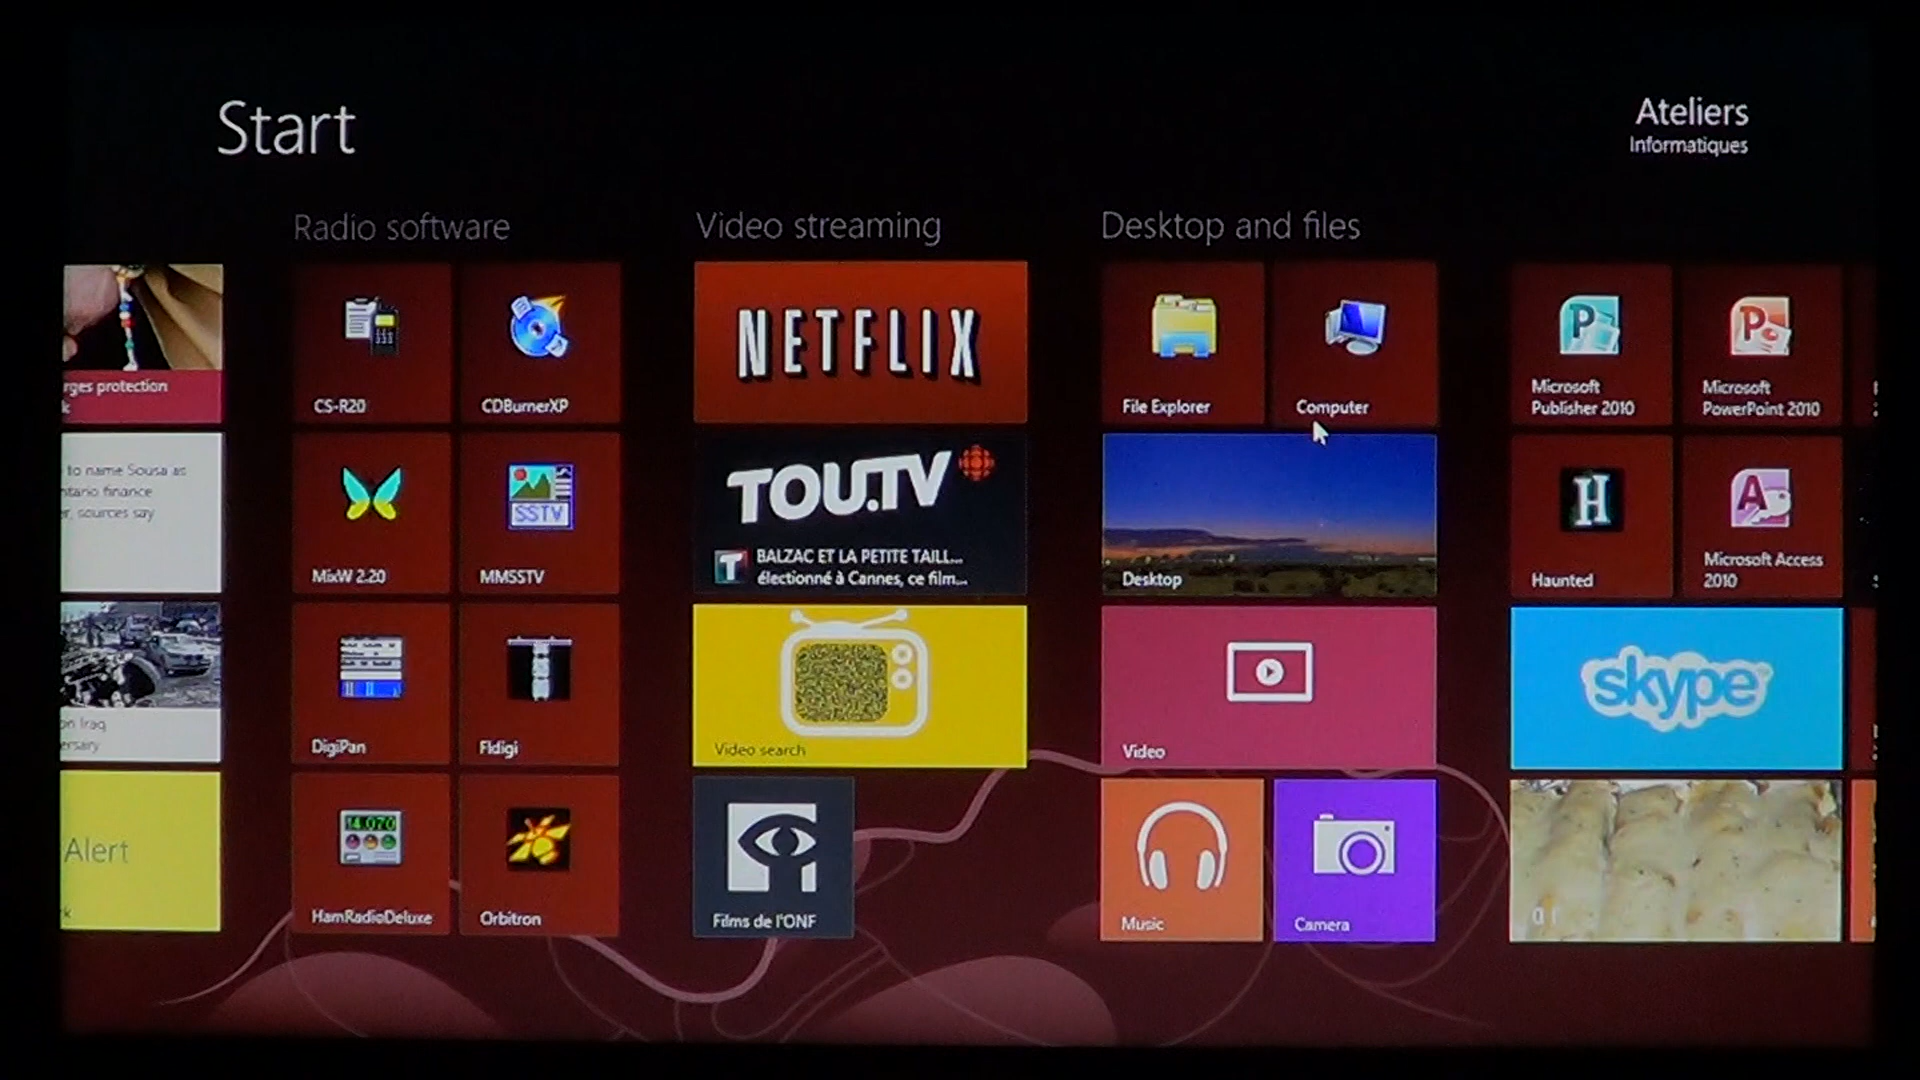 Start
Ateliers
Informatiques
Radio software
Video streaming
Desktop and files
rges protection
k
to name Sousa as
ntario finance
er, sources say
on Iraq
ersary
Alert
k
CS-R20
CDBurnerXP
MixW 2.20
SSTV
MMSSTV
DigiPan
Fldigi
14.070
HamRadioDeluxe
Orbitron
NETFLIX
TOU.TV
T
BALZAC ET LA PETITE TAILL...
électionné à Cannes, ce film...
Video search
Films de l'ONF
File Explorer
Computer
Desktop
Video
Music
Camera
P
Microsoft
Publisher 2010
P
Microsoft
PowerPoint 2010
H
Haunted
A
Microsoft Access
2010
skype